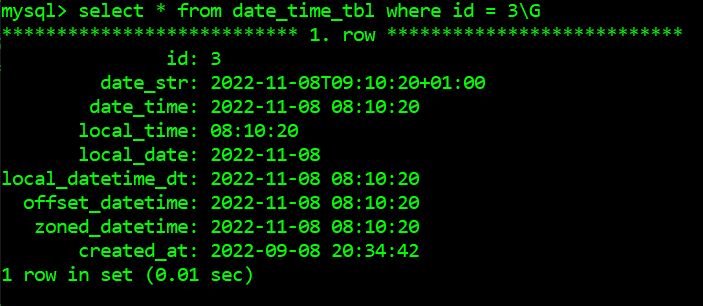 mysql> select * from date_time_tbl where id = 3\G
*************************** 1. row ***************************
id: 3
date_str: 2022-11-08T09:10:20+01:00
date_time: 2022-11-08 08:10:20
local_time: 08:10:20
local_date: 2022-11-08
local_datetime_dt: 2022-11-08 08:10:20
offset_datetime: 2022-11-08 08:10:20
zoned_datetime: 2022-11-08 08:10:20
created_at: 2022-09-08 20:34:42
1 row in set (0.01 sec)